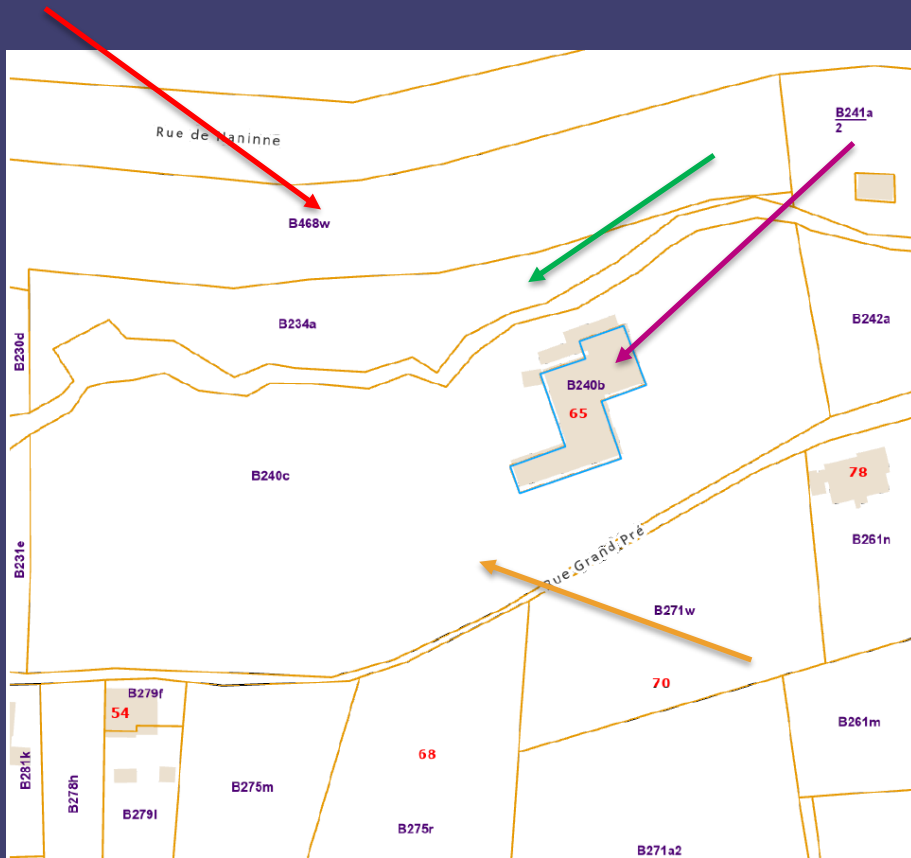 B241a
2
Rue de Haninne
B468w
B234a
B242a
B230d
B240b
65
B240c
78
B261n
B231e
Rue Grand Pré
B271w
70
B279f
54
B261m
68
B281k
B278h
B275m
B279l
B275r
B271a2